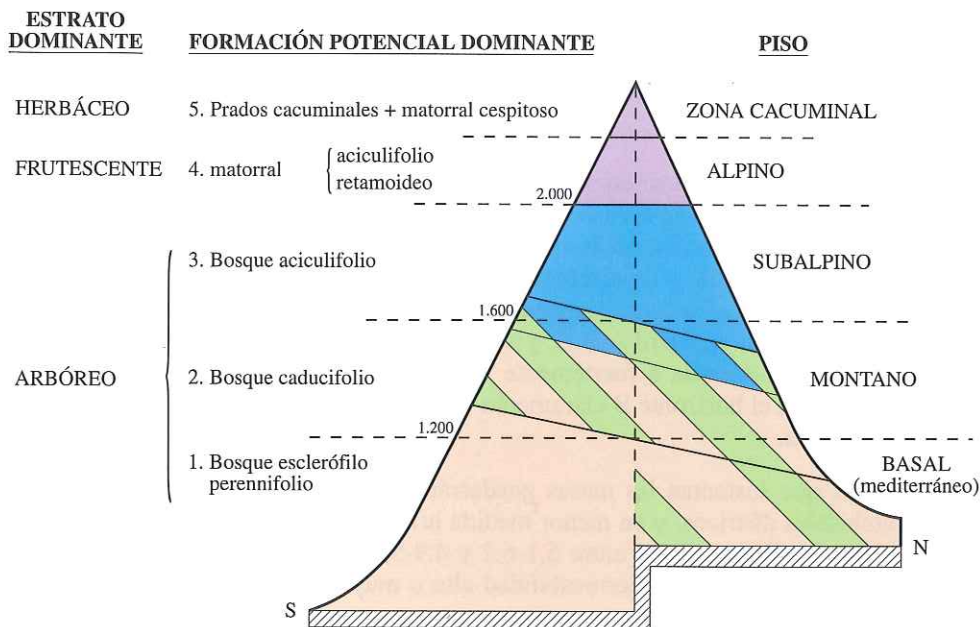 ESTRATO
DOMINANTE
FORMACIÓN POTENCIAL DOMINANTE
PISO
HERBÁCEO
5. Prados cacuminales + matorral cespitoso
ZONA CACUMINAL
FRUTESCENTE
4. matorral
aciculifolio
retamoideo
ALPINO
2.000
3. Bosque aciculifolio
SUBALPINO
1.600
ARBÓREO
2. Bosque caducifolio
MONTANO
1.200
1. Bosque esclerófilo
perennifolio
BASAL
(mediterráneo)
N
S